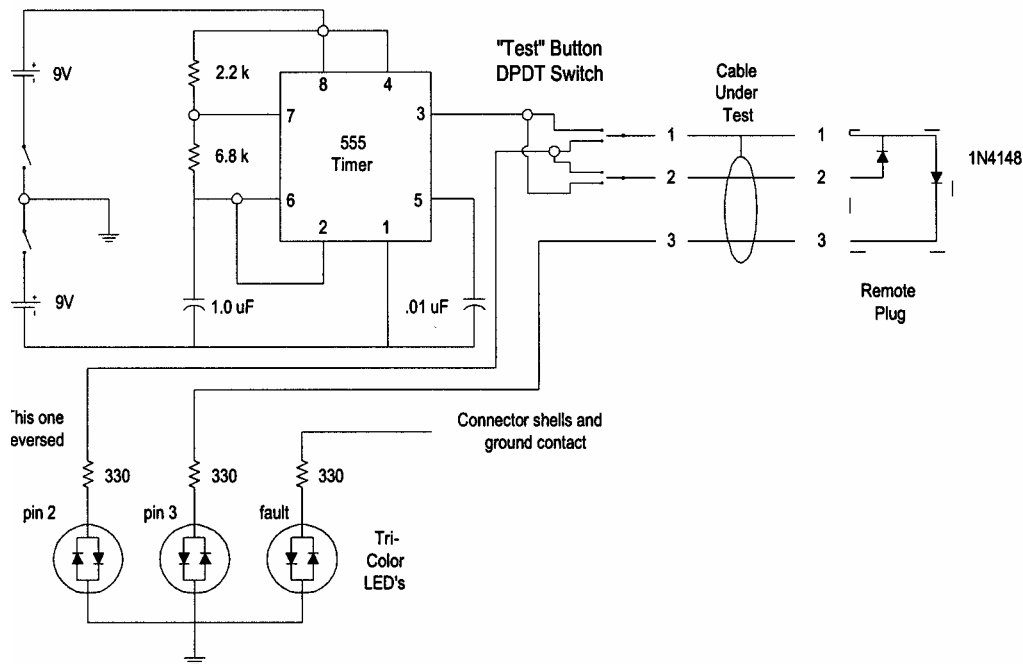 9V
2.2 k
8
4
7
555
Timer
3
6.8 k
6
5
2
1
9V
1.0 uF
.01 uF
"Test" Button
DPDT Switch
Cable
Under
Test
1
1
1N4148
2
2
3
3
Remote
Plug
This one
eversed
Connector shells and
ground contact
330
330
330
pin 2
pin 3
fault
Tri-
Color
LED's